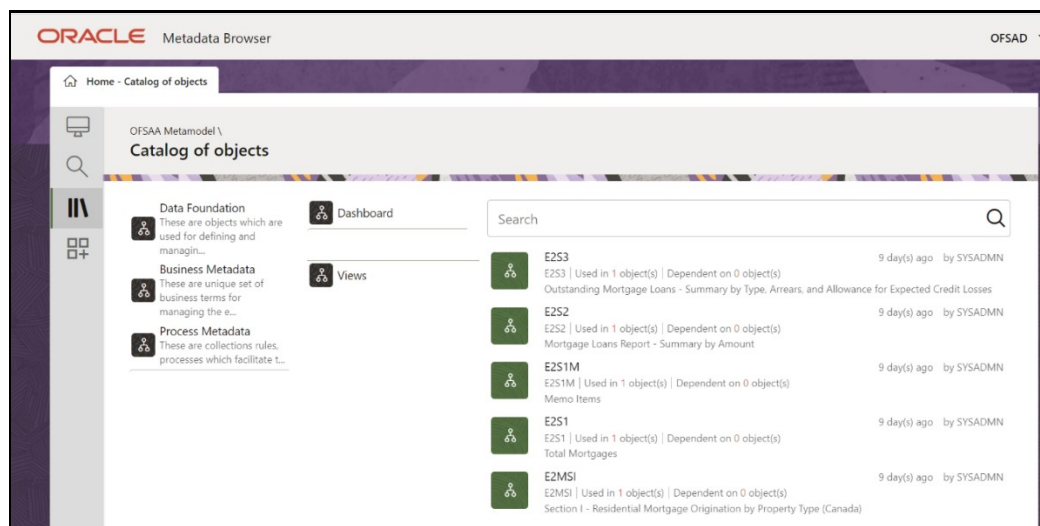 ORACLE Metadata Browser
OFSAD
Home - Catalog of objects
OFSAA Metamodel \
Catalog of objects
Data Foundation
These are objects which are
used for defining and
managin...
Business Metadata
These are unique set of
business terms for
managing the e...
Process Metadata
These are collections rules,
processes which facilitate t...
Dashboard
Views
Search
E2S3 9 day(s) ago by SYSADMN
E2S3 | Used in 1 object(s) | Dependent on 0 object(s)
Outstanding Mortgage Loans - Summary by Type, Arrears, and Allowance for Expected Credit Losses
E2S2 9 day(s) ago by SYSADMN
E2S2 | Used in 1 object(s) | Dependent on 0 object(s)
Mortgage Loans Report - Summary by Amount
E2S1M 9 day(s) ago by SYSADMN
E2S1M | Used in 1 object(s) | Dependent on 0 object(s)
Memo Items
E2S1 9 day(s) ago by SYSADMN
E2S1 | Used in 1 object(s) | Dependent on 0 object(s)
Total Mortgages
E2MSI 9 day(s) ago by SYSADMN
E2MSI | Used in 1 object(s) | Dependent on 0 object(s)
Section I - Residential Mortgage Origination by Property Type (Canada)